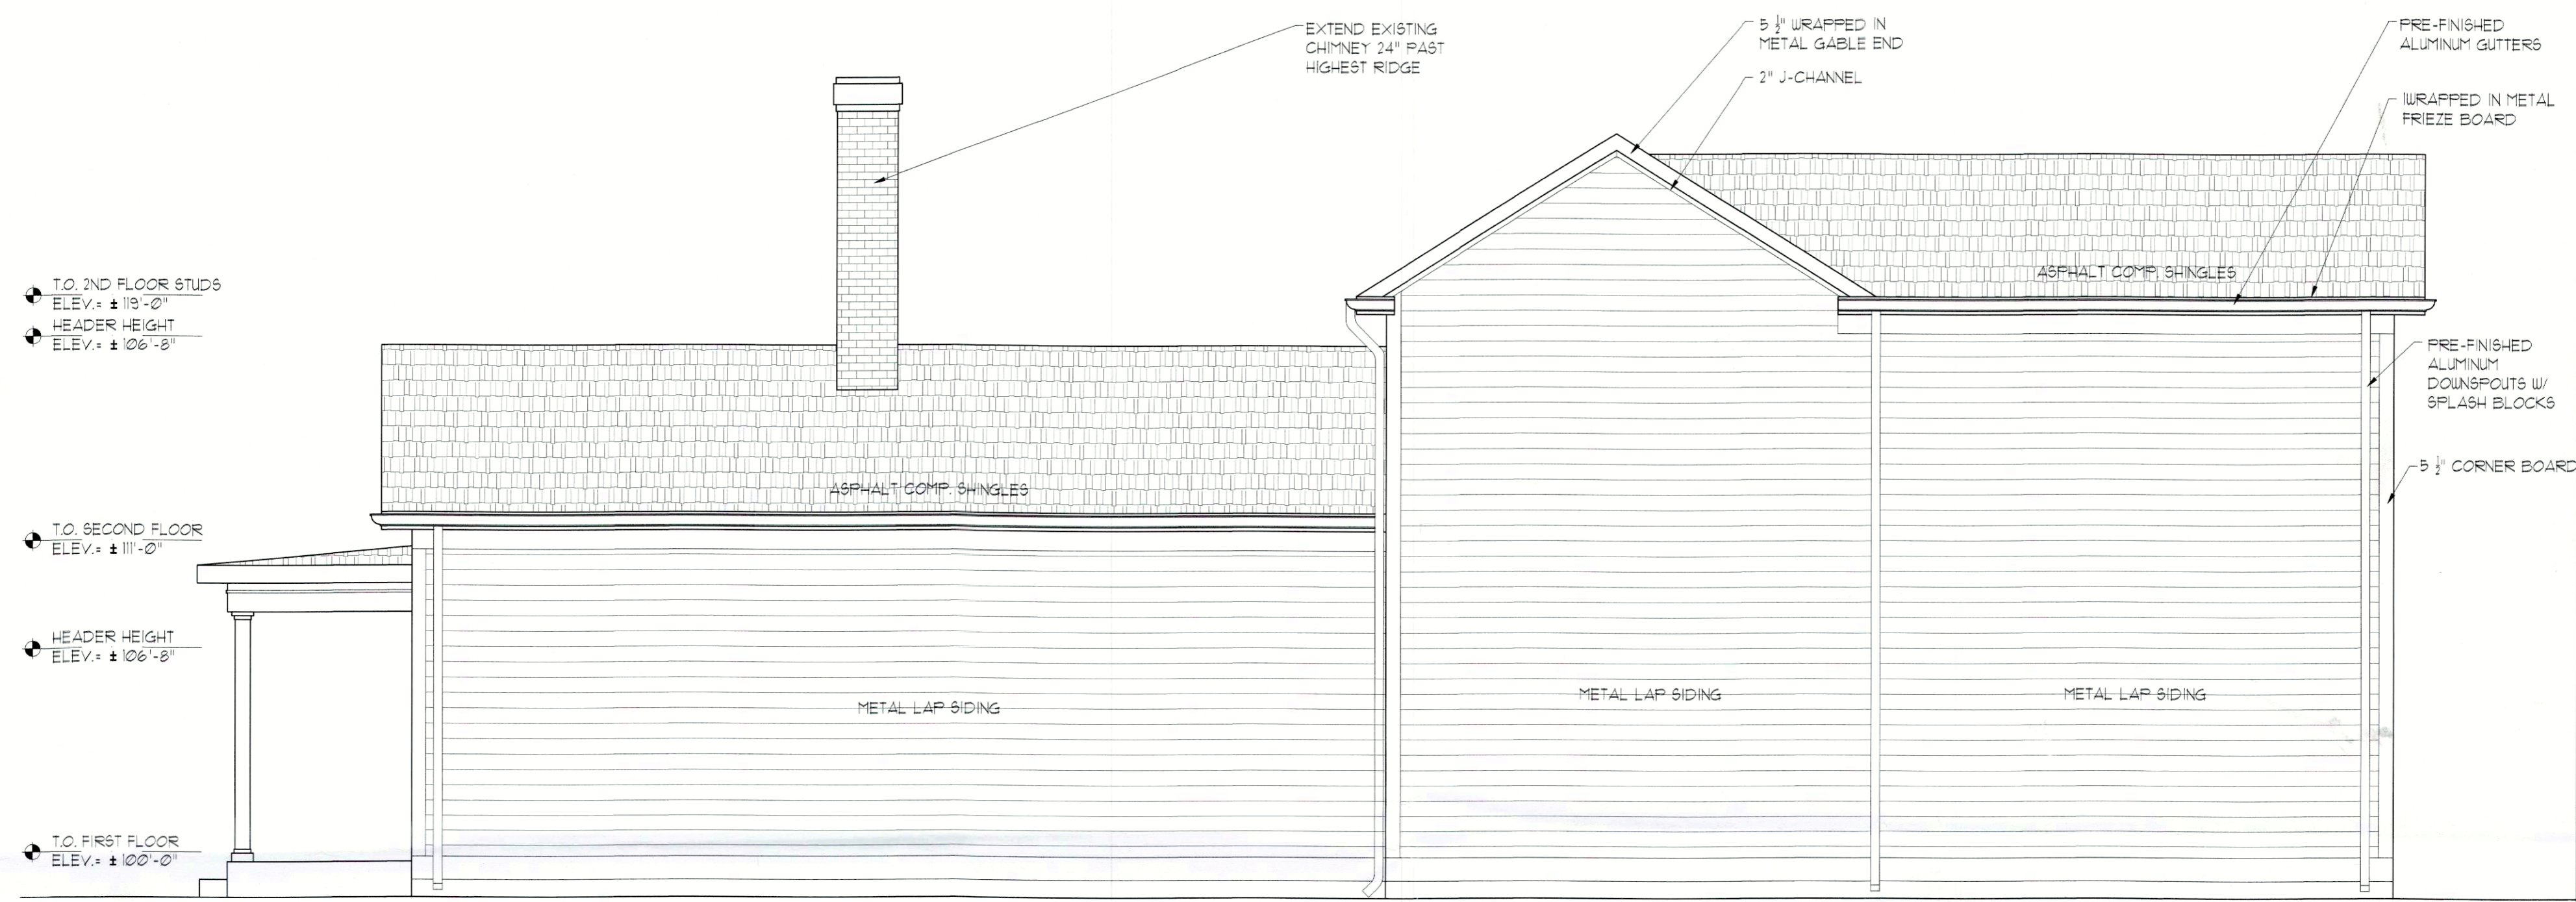 EXTEND EXISTING
CHIMNEY 24" PAST
HIGHEST RIDGE
5 ½" WRAPPED IN
METAL GABLE END
2" J-CHANNEL
PRE-FINISHED
ALUMINUM GUTTERS
1WRAPPED IN METAL
FRIEZE BOARD
T.O. 2ND FLOOR STUDS
ELEV.= ±119'-0"
HEADER HEIGHT
ELEV.= ±106'-8"
ASPHALT COMP. SHINGLES
PRE-FINISHED
ALUMINUM
DOWNSPOUTS W/
SPLASH BLOCKS
5 ½" CORNER BOARD
ASPHALT COMP. SHINGLES
T.O. SECOND FLOOR
ELEV.= ±111'-0"
HEADER HEIGHT
ELEV.= ±106'-8"
METAL LAP SIDING
METAL LAP SIDING
METAL LAP SIDING
T.O. FIRST FLOOR
ELEV.= ±100'-0"